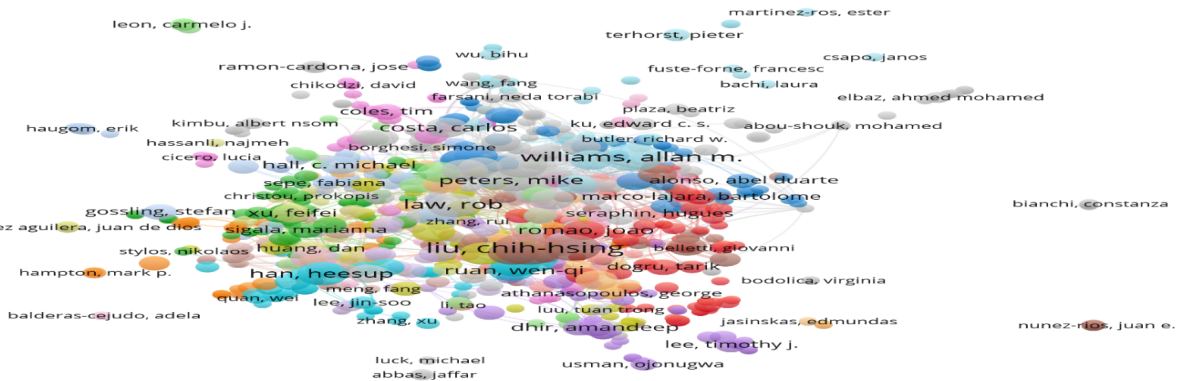 martinez-ros, ester
leon, carmelo j.
terhorst, pieter
wu, bihu
csapo, janos
ramon-cardona, jose
fuste-forne, francesc
chikodzi, david
wang, fang
bachi, laura
farsani, neda torabi
elbaz, ahmed mohamed
coles, tim
plaza, beatriz
kimbu, albert nsom
costa, carlos
ku, edward c. s.
abou-shouk, mohamed
haugom, erik
hassanli, najmeh
butler, richard w.
borghesi, simone
cicero, lucia
hall, c. michael
williams, allan m.
sepe, fabiana
peters, mike
alonso, abel duarte
christou, prokopis
marco-lajara, bartolome
law, rob
bianchi, constanza
gossling, stefan
xu, feifei
seraphin, hugues
zhang, rui
ez aguilera, juan de dios
sigala, marianna
romao, joao
stylos, nikolaos
huang, dan
liu, chih-hsing
belletti, giovanni
hampton, mark p.
han, heesup
ruan, wen-qi
dogru, tarik
bodolica, virginia
meng, fang
athanasopoulos, george
quan, wei
lee, jin-soo
li, tao
luu, tuan trong
balderas-cejudo, adela
zhang, xu
dhir, amandeep
jasinskas, edmundas
nunez-rios, juan e.
lee, timothy j.
luck, michael
usman, ojonugwa
abbas, jaffar